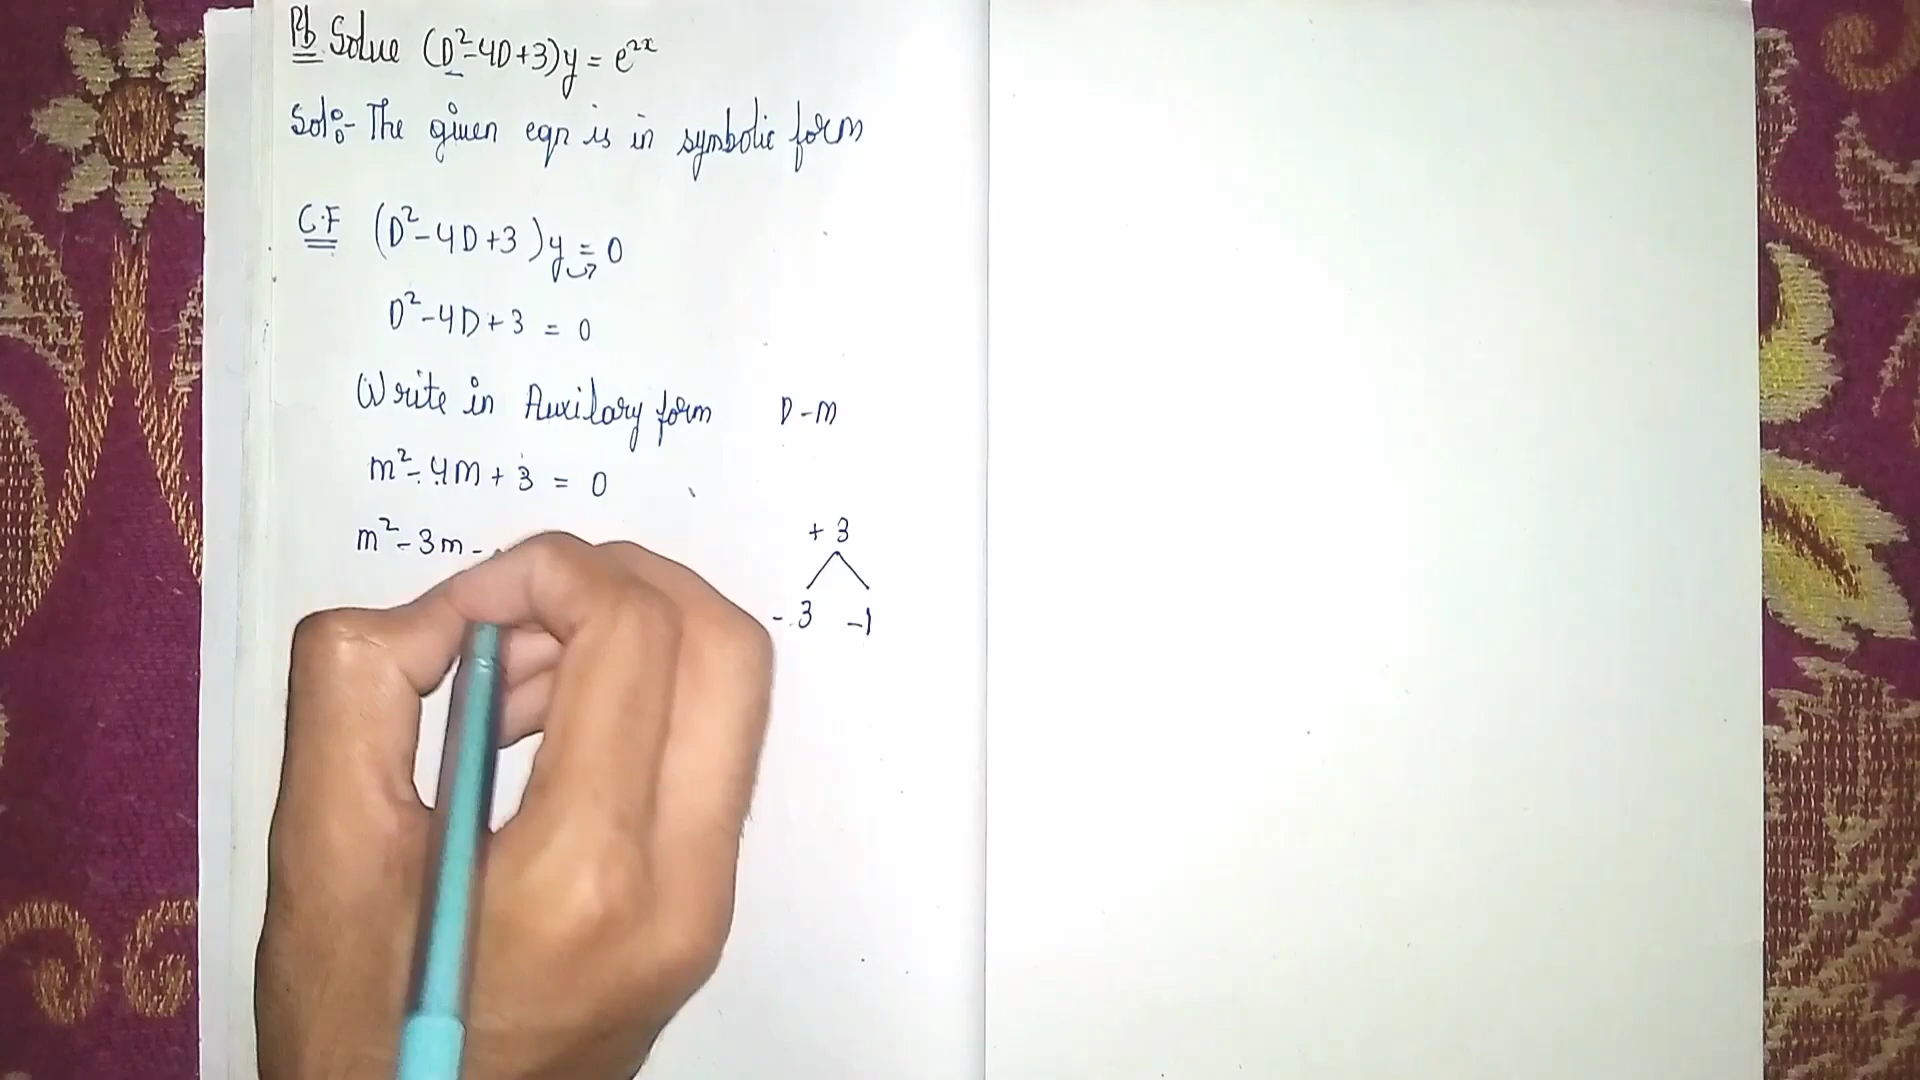 Pb Solve (D²-4D+3)y = e²ˣ
Sol:- The given eqn is in symbolic form
C.F (D²-4D+3)y = 0
D²-4D+3 = 0
Write in Auxilary form D-m
m²-4m+3 = 0
m²-3m-
+3
-3 -1